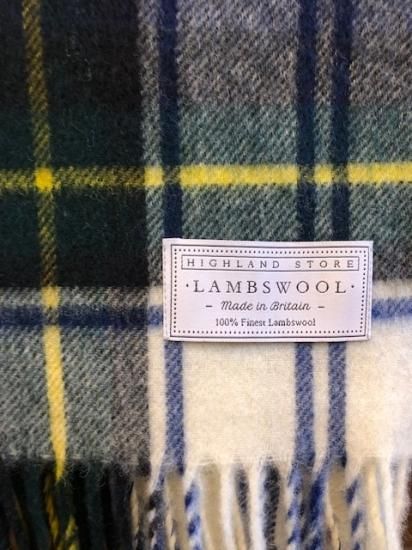 HIGHLAND STORE
· LAMBSWOOL ·
– Made in Britain –
100% Finest Lambswool